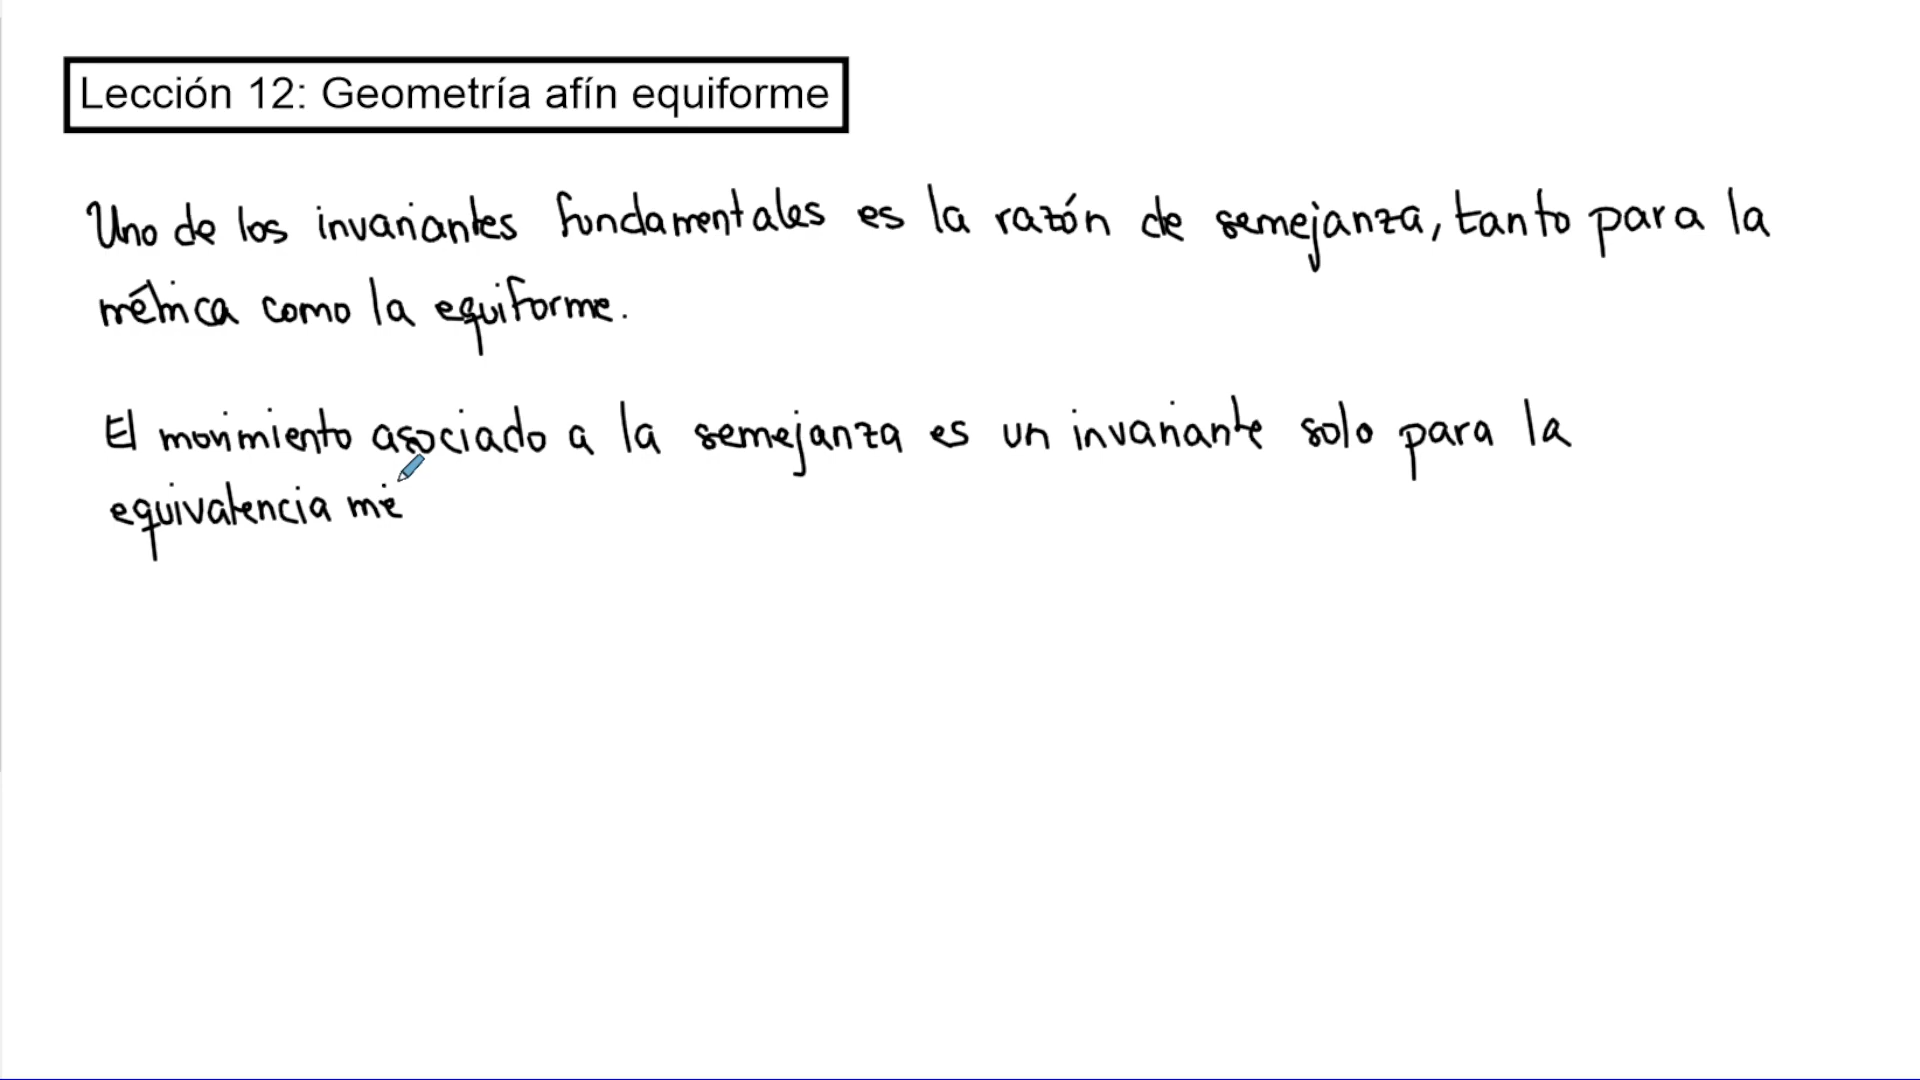 Lección 12: Geometría afín equiforme
Uno de los invariantes fundamentales es la razón de semejanza, tanto para la
métrica como la equiforme.
El movimiento asociado a la semejanza es un invariante solo para la
equivalencia mé